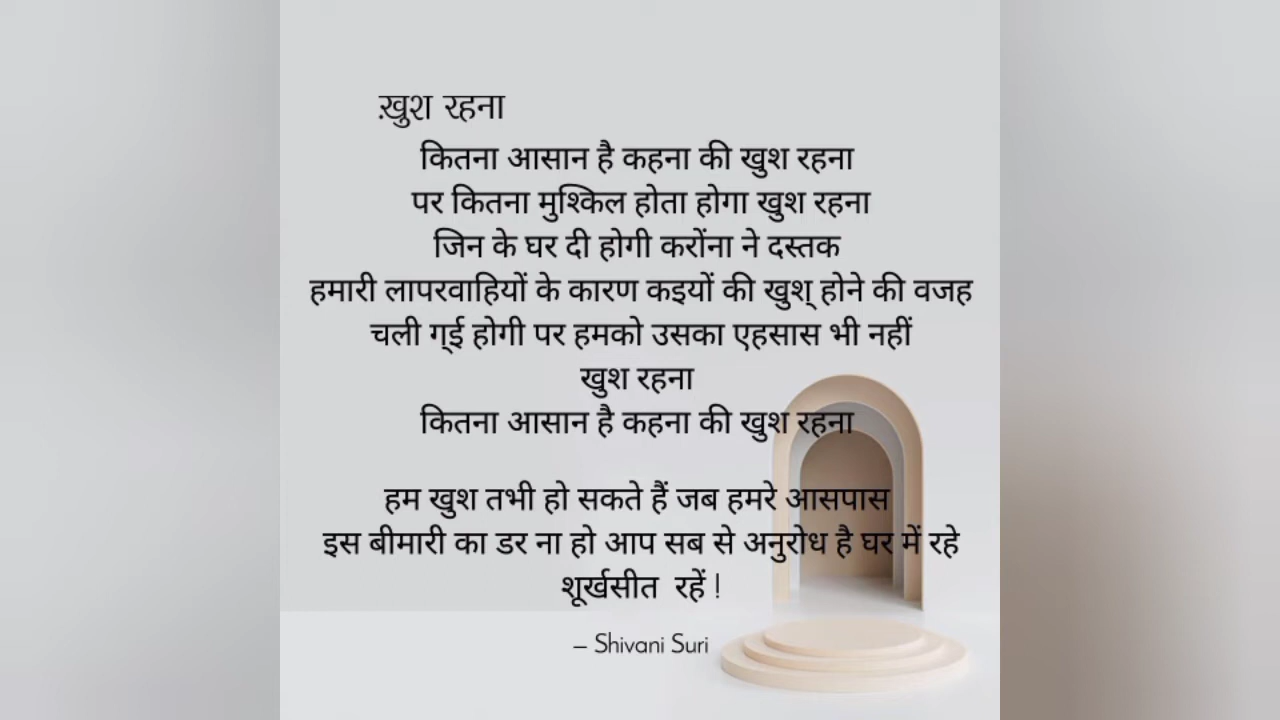 ख़ुश रहना
कितना आसान है कहना की खुश रहना
पर कितना मुश्किल होता होगा खुश रहना
जिन के घर दी होगी करोंना ने दस्तक
हमारी लापरवाहियों के कारण कइयों की खुश् होने की वजह
चली ग्ई होगी पर हमको उसका एहसास भी नहीं
खुश रहना
कितना आसान है कहना की खुश रहना
हम खुश तभी हो सकते हैं जब हमरे आसपास
इस बीमारी का डर ना हो आप सब से अनुरोध है घर में रहे
शूर्खसीत रहें !
– Shivani Suri